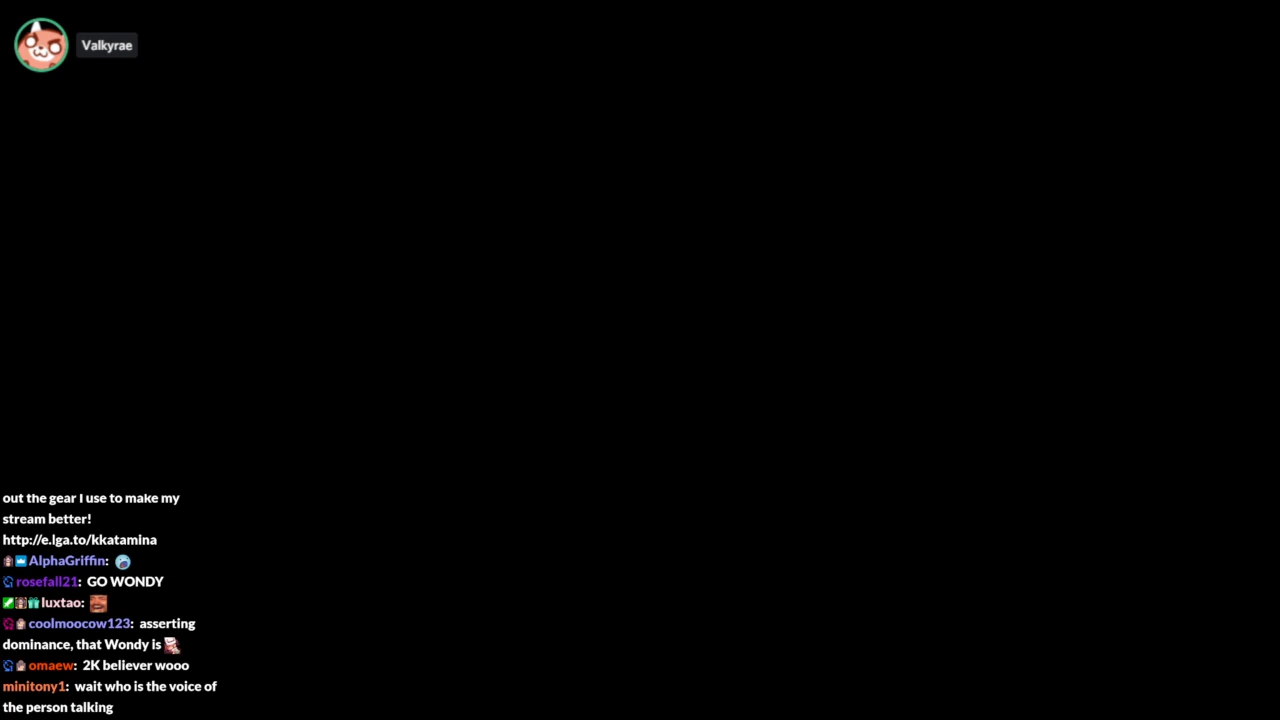 Valkyrae
out the gear I use to make my
stream better!
http://e.lga.to/kkatamina
AlphaGriffin:
rosefall21: GO WONDY
luxtao:
coolmoocow123: asserting
dominance, that Wondy is
omaew: 2K believer wooo
minitony1: wait who is the voice of
the person talking